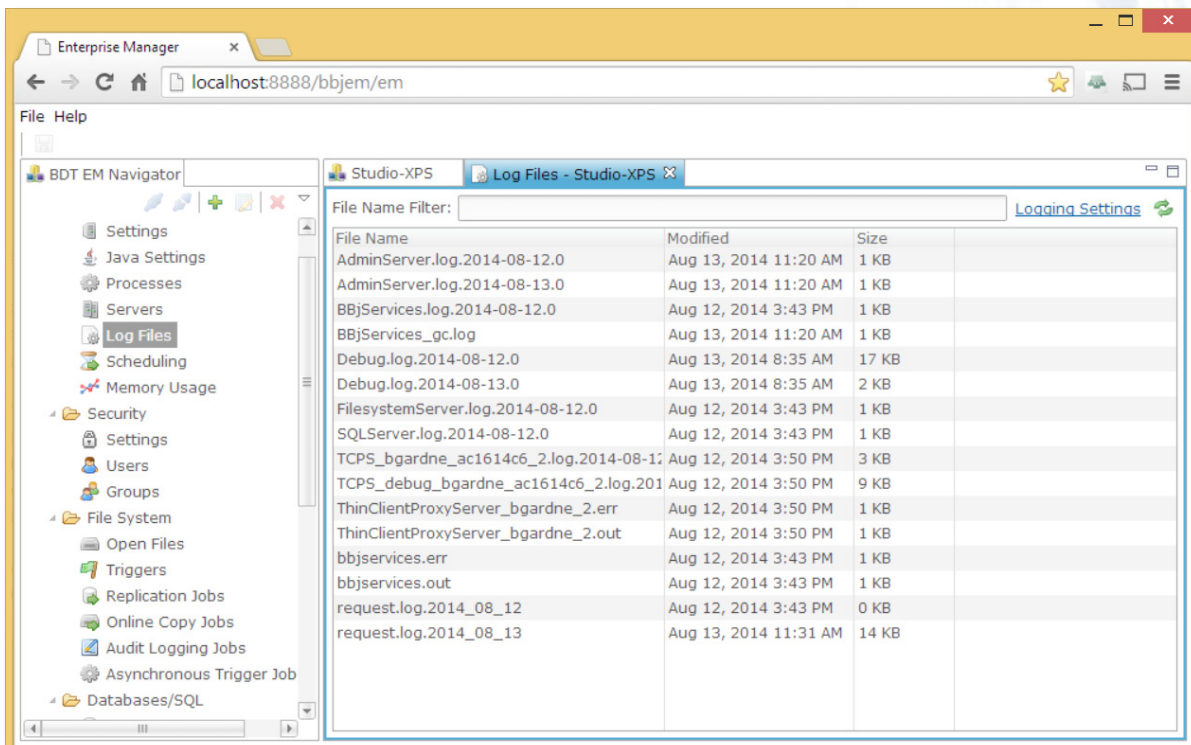 Enterprise Manager
localhost:8888/bbjem/em
File Help
BDT EM Navigator
Settings
Java Settings
Processes
Servers
Log Files
Scheduling
Memory Usage
Security
Settings
Users
Groups
File System
Open Files
Triggers
Replication Jobs
Online Copy Jobs
Audit Logging Jobs
Asynchronous Trigger Job
Databases/SQL
Studio-XPS Log Files - Studio-XPS
File Name Filter: Logging Settings
File Name Modified Size
AdminServer.log.2014-08-12.0 Aug 13, 2014 11:20 AM 1 KB
AdminServer.log.2014-08-13.0 Aug 13, 2014 11:20 AM 1 KB
BBjServices.log.2014-08-12.0 Aug 12, 2014 3:43 PM 1 KB
BBjServices_gc.log Aug 13, 2014 11:20 AM 1 KB
Debug.log.2014-08-12.0 Aug 13, 2014 8:35 AM 17 KB
Debug.log.2014-08-13.0 Aug 13, 2014 8:35 AM 2 KB
FilesystemServer.log.2014-08-12.0 Aug 12, 2014 3:43 PM 1 KB
SQLServer.log.2014-08-12.0 Aug 12, 2014 3:43 PM 1 KB
TCPS_bgardne_ac1614c6_2.log.2014-08-12 Aug 12, 2014 3:50 PM 3 KB
TCPS_debug_bgardne_ac1614c6_2.log.201 Aug 12, 2014 3:50 PM 9 KB
ThinClientProxyServer_bgardne_2.err Aug 12, 2014 3:50 PM 1 KB
ThinClientProxyServer_bgardne_2.out Aug 12, 2014 3:50 PM 1 KB
bbjservices.err Aug 12, 2014 3:43 PM 1 KB
bbjservices.out Aug 12, 2014 3:43 PM 1 KB
request.log.2014_08_12 Aug 12, 2014 3:43 PM 0 KB
request.log.2014_08_13 Aug 13, 2014 11:31 AM 14 KB